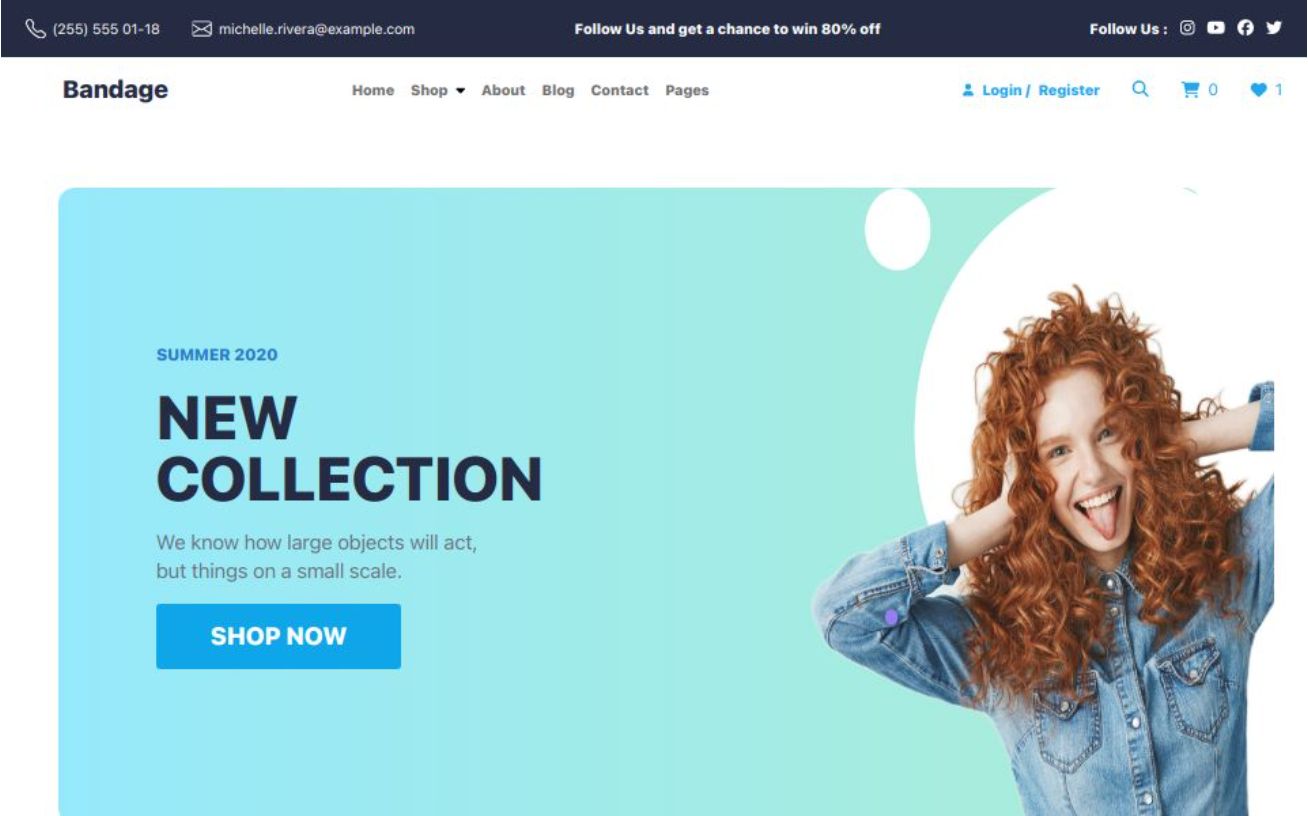 (255) 555 01-18 michelle.rivera@example.com Follow Us and get a chance to win 80% off Follow Us :
Bandage Home Shop About Blog Contact Pages Login / Register 0 1
SUMMER 2020
NEW
COLLECTION
We know how large objects will act,
but things on a small scale.
SHOP NOW